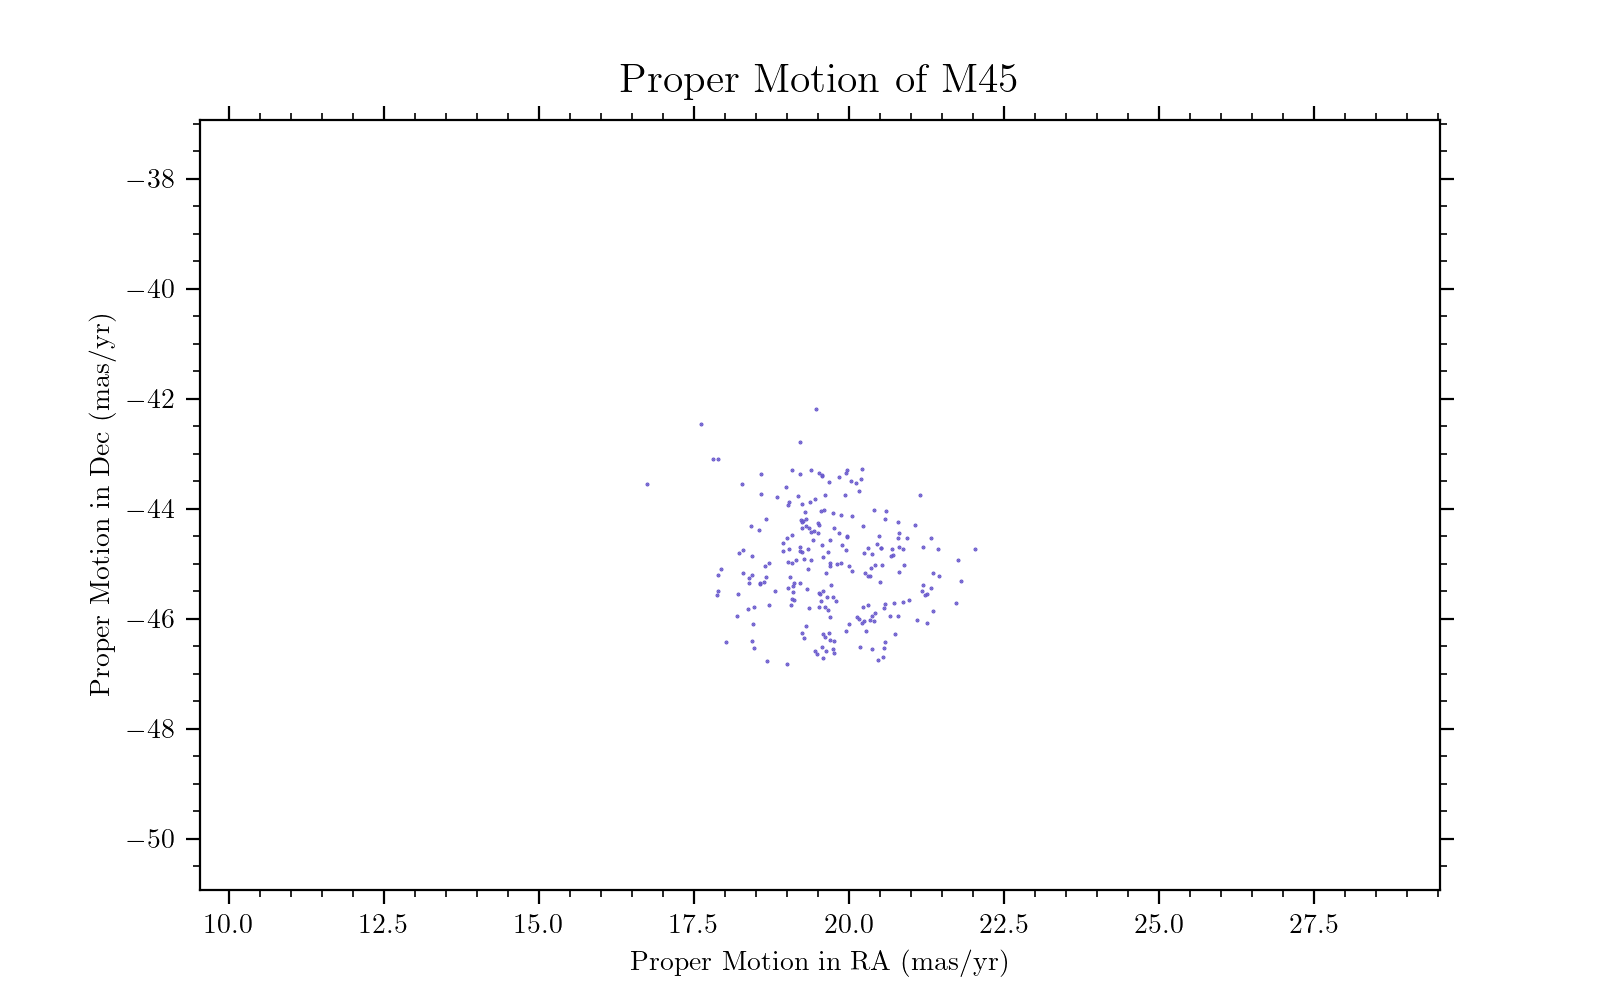 Proper Motion of M45
−38
−40
−42
−44
−46
−48
−50
Proper Motion in Dec (mas/yr)
10.0 12.5 15.0 17.5 20.0 22.5 25.0 27.5
Proper Motion in RA (mas/yr)